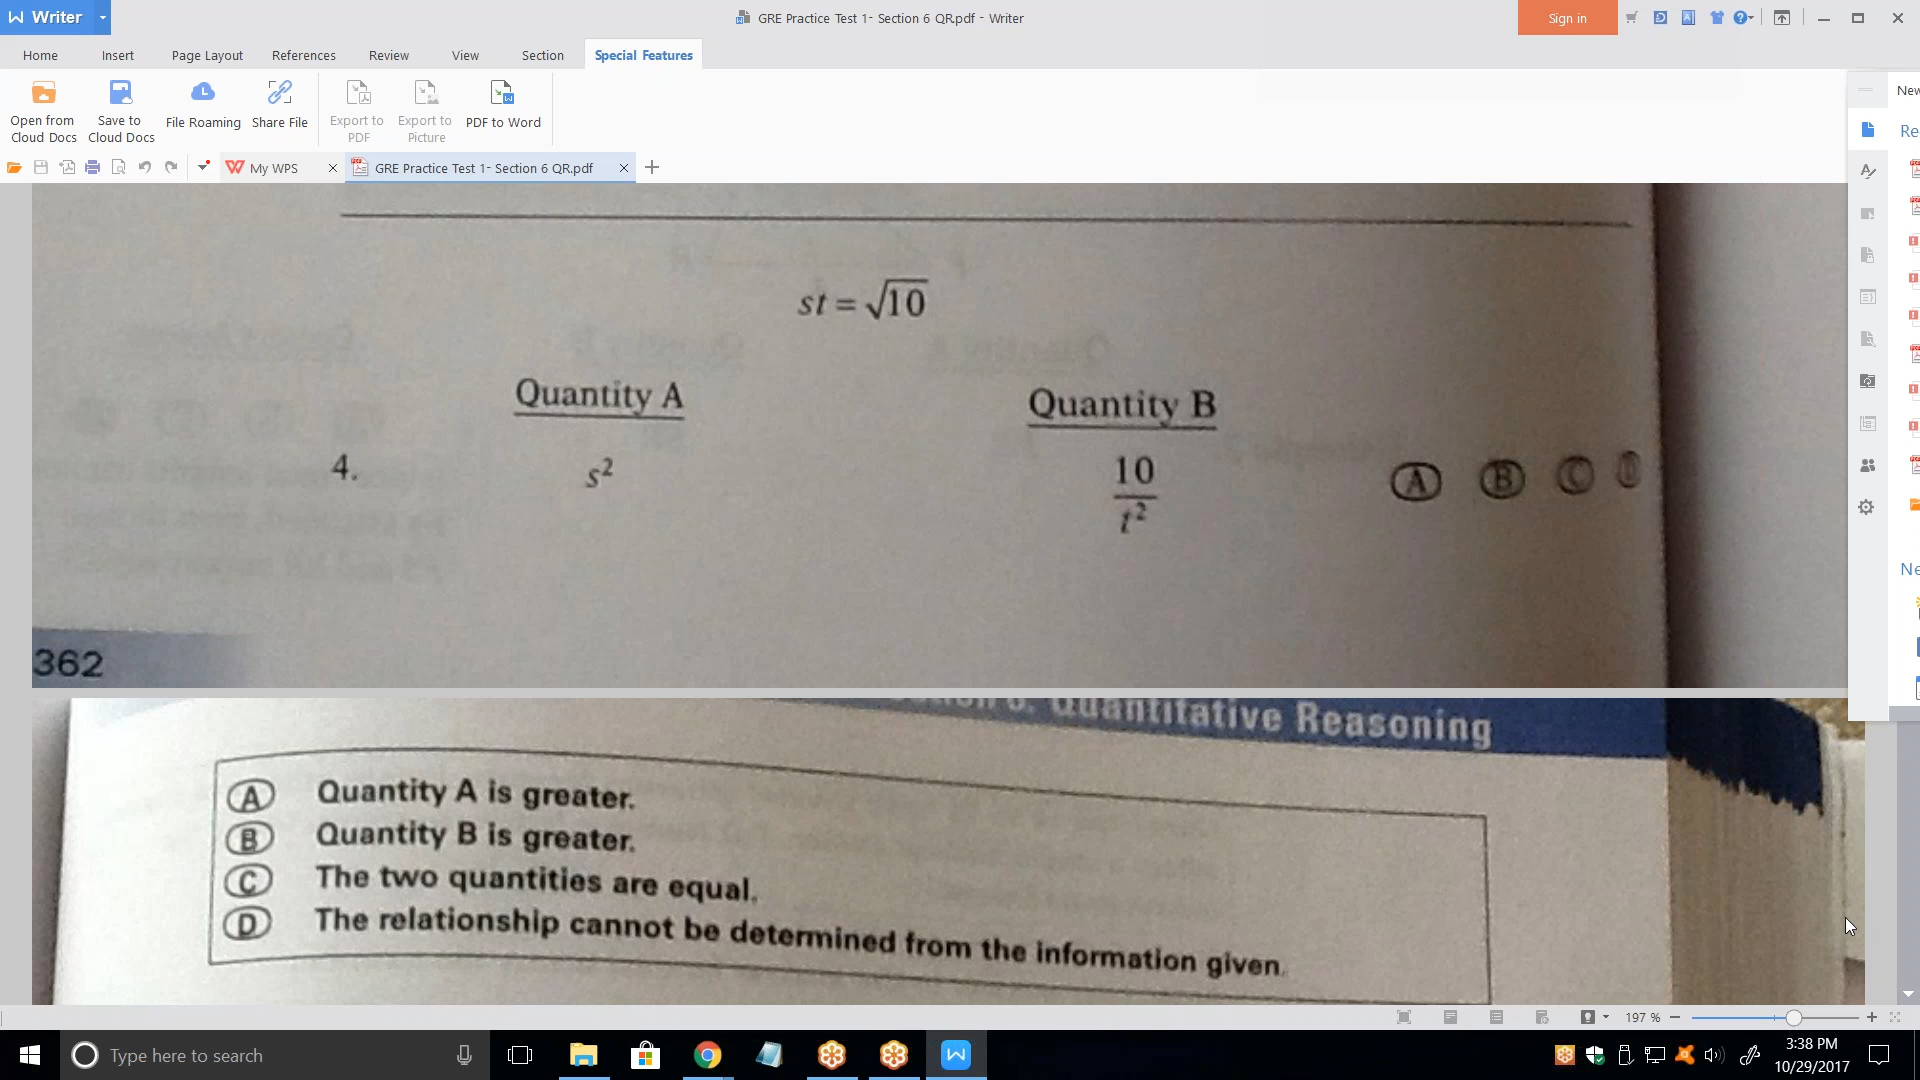 Writer
GRE Practice Test 1- Section 6 QR.pdf - Writer
Sign in
Home Insert Page Layout References Review View Section Special Features
Open from Cloud Docs
Save to Cloud Docs
File Roaming
Share File
Export to PDF
Export to Picture
PDF to Word
New
Re
My WPS
GRE Practice Test 1- Section 6 QR.pdf
st = √10
Quantity A Quantity B
4. s² 10/t² A B C
362
Quantitative Reasoning
A Quantity A is greater.
B Quantity B is greater.
C The two quantities are equal.
D The relationship cannot be determined from the information given.
Ne
197 %
Type here to search
3:38 PM
10/29/2017